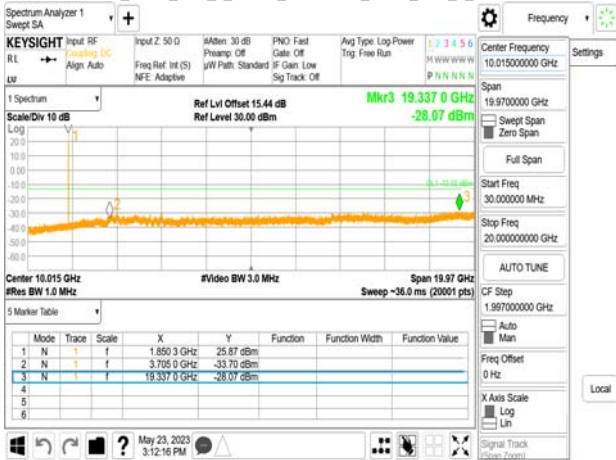 Spectrum Analyzer 1
Swept SA
Frequency
KEYSIGHT
RL
LXI
Input: RF
Coupling: DC
Align: Auto
Input Z: 50 Ω
Freq Ref: Int (S)
NFE: Adaptive
#Atten: 30 dB
Preamp: Off
µW Path: Standard
PNO: Fast
Gate: Off
IF Gain: Low
Sig Track: Off
Avg Type: Log-Power
Trig: Free Run
1 2 3 4 5 6
M W W W W W
P N N N N N
1 Spectrum
Scale/Div 10 dB
Ref Lvl Offset 15.44 dB
Ref Level 30.00 dBm
Mkr3 19.337 0 GHz
-28.07 dBm
Log
20.0
10.0
0.00
-10.0
-20.0
-30.0
-40.0
-50.0
-60.0
1
2
3
Center 10.015 GHz
#Res BW 1.0 MHz
#Video BW 3.0 MHz
Span 19.97 GHz
Sweep ~36.0 ms (20001 pts)
5 Marker Table
Mode Trace Scale X Y Function Function Width Function Value
1 N 1 f 1.850 3 GHz 25.87 dBm
2 N 1 f 3.705 0 GHz -33.70 dBm
3 N 1 f 19.337 0 GHz -28.07 dBm
4
5
6
May 23, 2023
3:12:16 PM
Center Frequency
10.015000000 GHz
Span
19.9700000 GHz
Swept Span
Zero Span
Full Span
Start Freq
30.000000 MHz
Stop Freq
20.000000000 GHz
AUTO TUNE
CF Step
1.997000000 GHz
Auto
Man
Freq Offset
0 Hz
X Axis Scale
Log
Lin
Signal Track
(Span Zoom)
Settings
Local